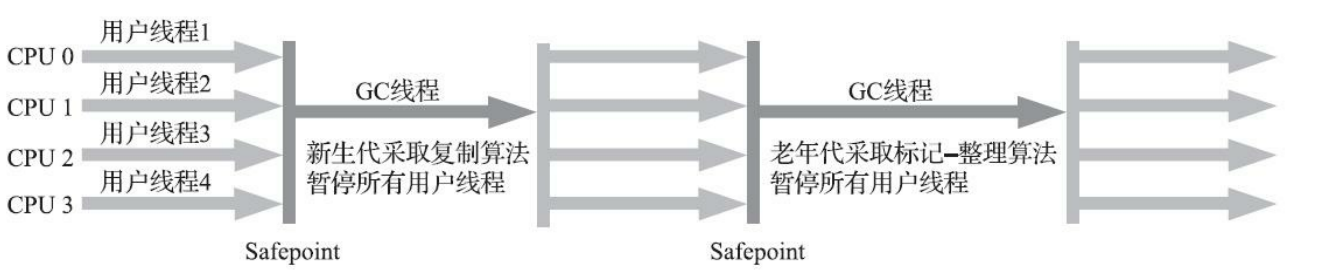 用户线程1
CPU 0
用户线程2
CPU 1
用户线程3
CPU 2
用户线程4
CPU 3
GC线程
新生代采取复制算法
暂停所有用户线程
Safepoint
GC线程
老年代采取标记–整理算法
暂停所有用户线程
Safepoint